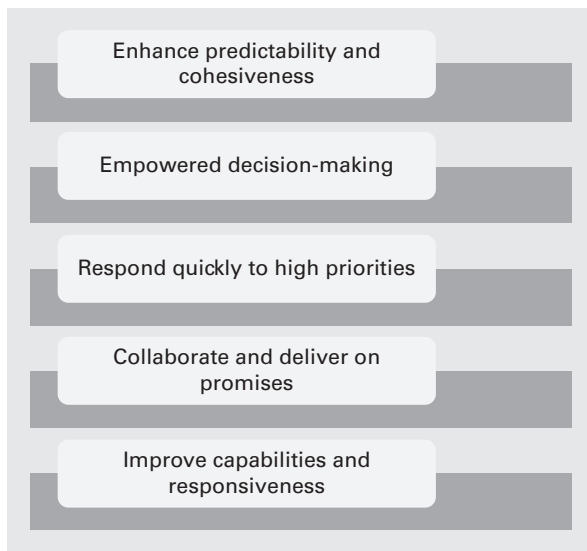 Enhance predictability and
cohesiveness
Empowered decision-making
Respond quickly to high priorities
Collaborate and deliver on
promises
Improve capabilities and
responsiveness